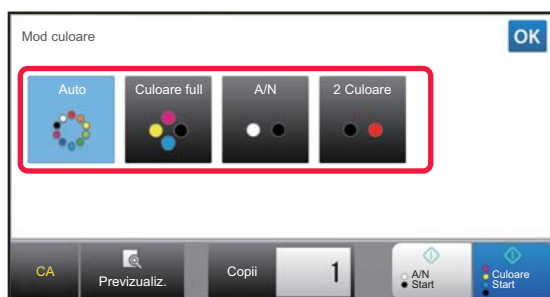 Mod culoare
OK
Auto
Culoare full
A/N
2 Culoare
CA
Previzualiz.
Copii
1
A/N
Start
Culoare
Start